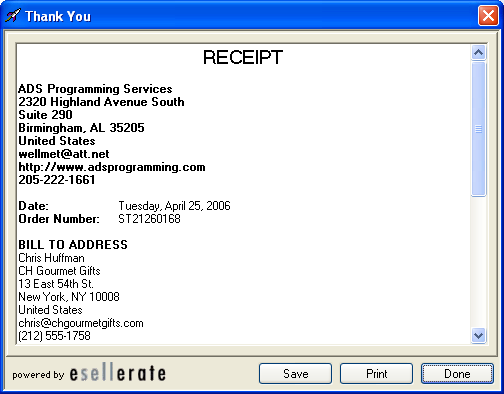 Thank You
RECEIPT
ADS Programming Services
2320 Highland Avenue South
Suite 290
Birmingham, AL 35205
United States
wellmet@att.net
http://www.adsprogramming.com
205-222-1661
Date: Tuesday, April 25, 2006
Order Number: ST21260168
BILL TO ADDRESS
Chris Huffman
CH Gourmet Gifts
13 East 54th St.
New York, NY 10008
United States
chris@chgourmetgifts.com
(212) 555-1758
powered by esellerate
Save Print Done